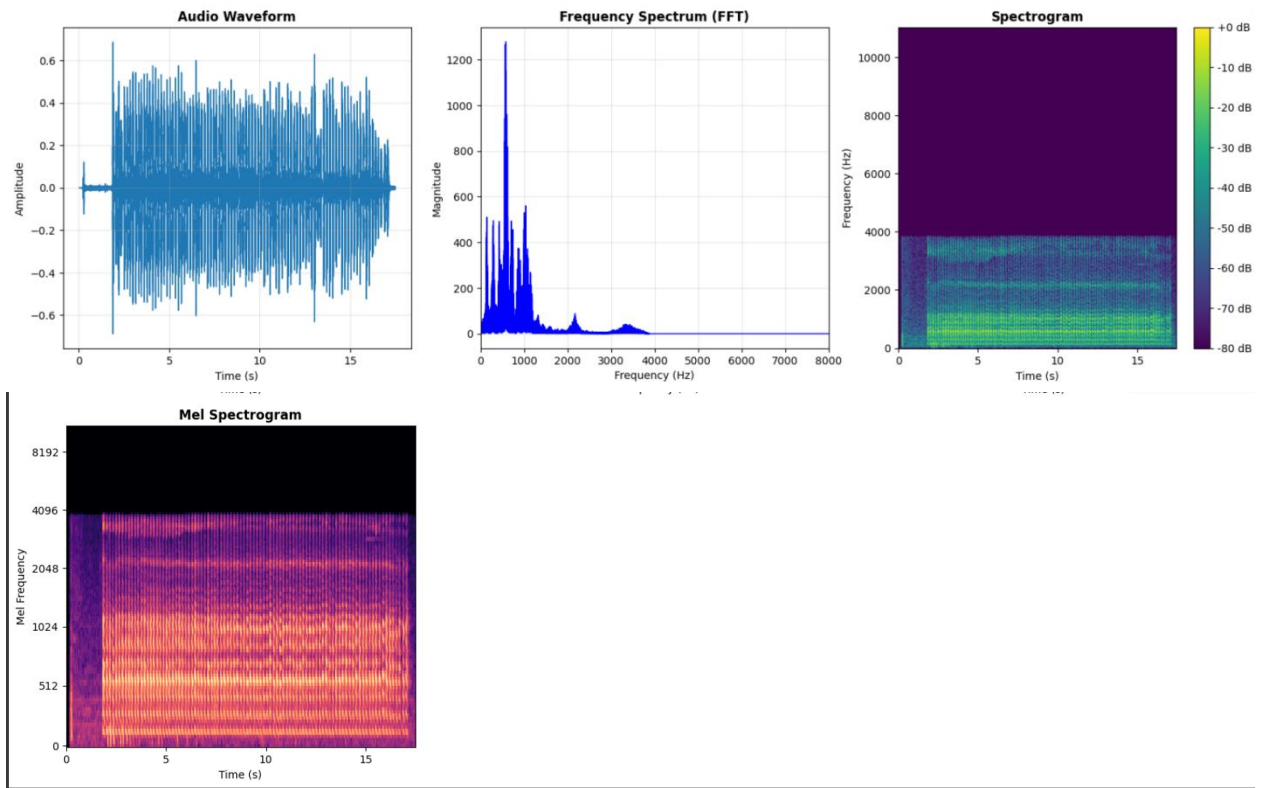 Audio Waveform
Amplitude
0.6
0.4
0.2
0.0
−0.2
−0.4
−0.6
0 5 10 15
Time (s)
Frequency Spectrum (FFT)
Magnitude
1200
1000
800
600
400
200
0
0 1000 2000 3000 4000 5000 6000 7000 8000
Frequency (Hz)
Spectrogram
Frequency (Hz)
10000
8000
6000
4000
2000
0
0 5 10 15
Time (s)
+0 dB
-10 dB
-20 dB
-30 dB
-40 dB
-50 dB
-60 dB
-70 dB
-80 dB
Mel Spectrogram
Mel Frequency
8192
4096
2048
1024
512
0
0 5 10 15
Time (s)